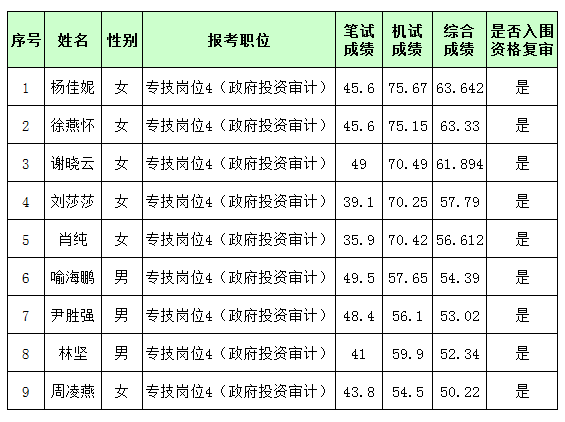 序号 姓名 性别 报考职位 笔试成绩 机试成绩 综合成绩 是否入围资格复审
1 杨佳妮 女 专技岗位4（政府投资审计） 45.6 75.67 63.642 是
2 徐燕怀 女 专技岗位4（政府投资审计） 45.6 75.15 63.33 是
3 谢晓云 女 专技岗位4（政府投资审计） 49 70.49 61.894 是
4 刘莎莎 女 专技岗位4（政府投资审计） 39.1 70.25 57.79 是
5 肖纯 女 专技岗位4（政府投资审计） 35.9 70.42 56.612 是
6 喻海鹏 男 专技岗位4（政府投资审计） 49.5 57.65 54.39 是
7 尹胜强 男 专技岗位4（政府投资审计） 48.4 56.1 53.02 是
8 林坚 男 专技岗位4（政府投资审计） 41 59.9 52.34 是
9 周凌燕 女 专技岗位4（政府投资审计） 43.8 54.5 50.22 是